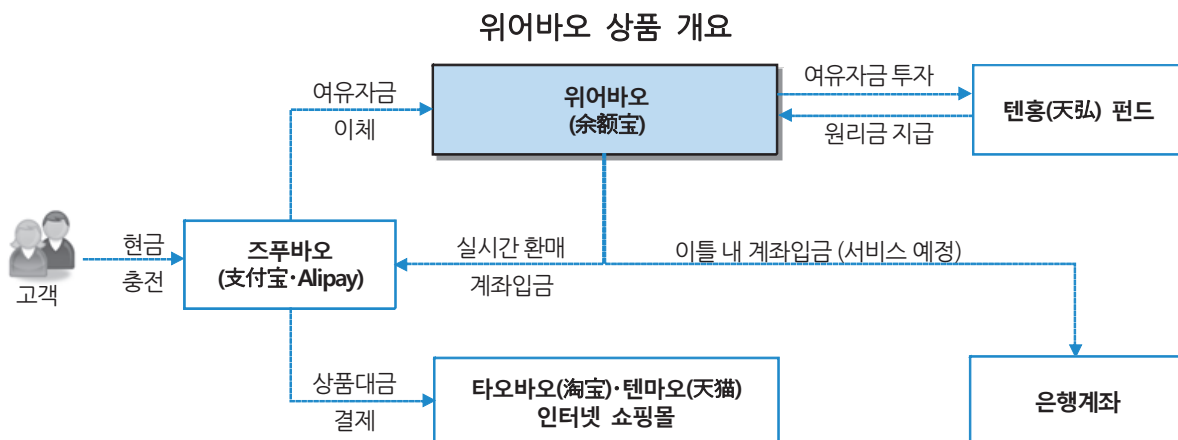 위어바오 상품 개요
여유자금
이체
위어바오
(余额宝)
여유자금 투자
원리금 지급
텐홍(天弘) 펀드
고객
현금
충전
즈푸바오
(支付宝·Alipay)
실시간 환매
계좌입금
이틀 내 계좌입금 (서비스 예정)
상품대금
결제
타오바오(淘宝)·텐마오(天猫)
인터넷 쇼핑몰
은행계좌